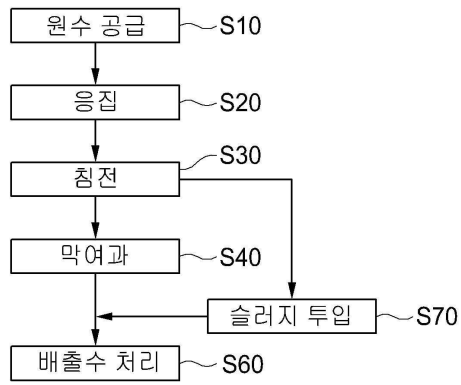 원수 공급 S10
응집 S20
침전 S30
막여과 S40
슬러지 투입 S70
배출수 처리 S60